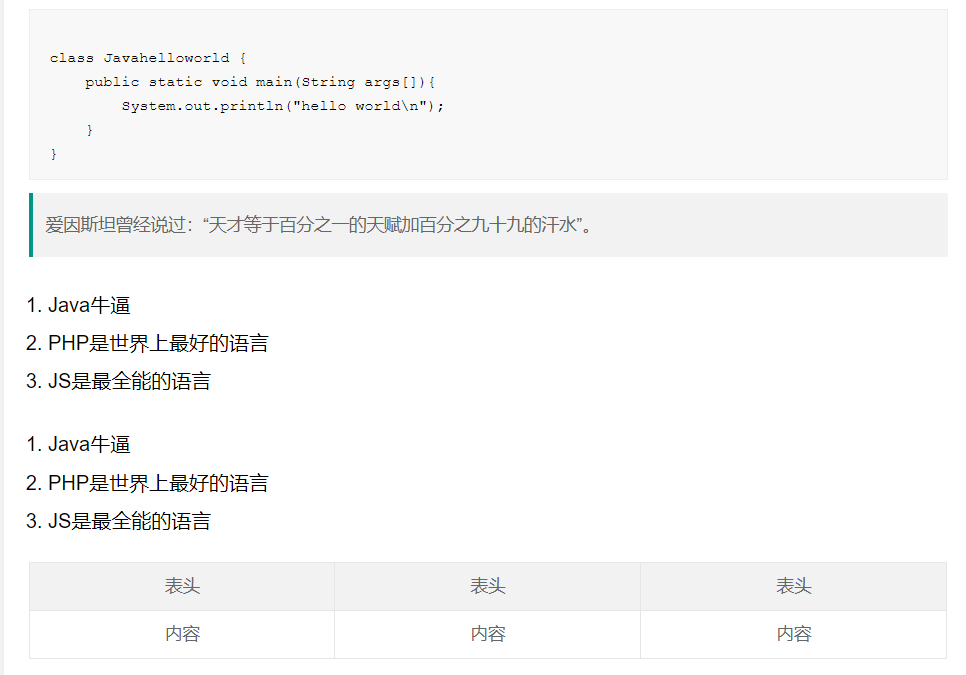 class Javahelloworld {
    public static void main(String args[]){
        System.out.println("hello world\n");
    }
}
爱因斯坦曾经说过：“天才等于百分之一的天赋加百分之九十九的汗水”。
1. Java牛逼
2. PHP是世界上最好的语言
3. JS是最全能的语言
1. Java牛逼
2. PHP是世界上最好的语言
3. JS是最全能的语言
表头 表头 表头
内容 内容 内容